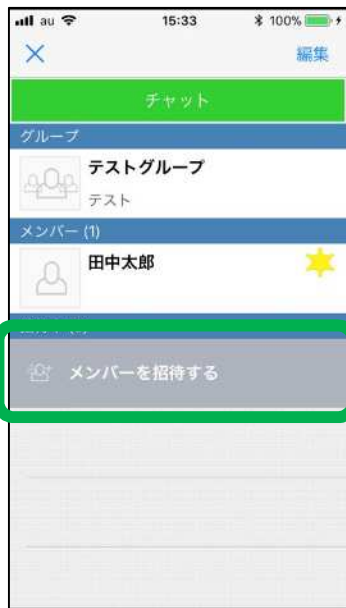 au 15:33 100%
編集
チャット
グループ
テストグループ
テスト
メンバー (1)
田中太郎
メンバーを招待する